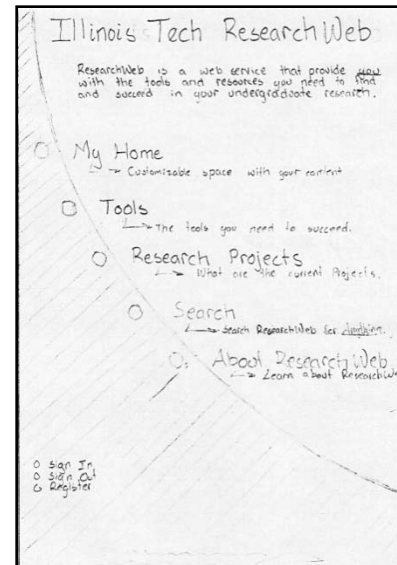 Illinois Tech ResearchWeb
ResearchWeb is a web service that provide you
with the tools and resources you need to find
and succeed in your undergraduate research.
My Home
Customizable space with your content
Tools
The tools you need to succeed.
Research Projects
What are the current Projects.
Search
Search ResearchWeb for Anything.
About ResearchWeb
Learn about ResearchWe
Sign In
Sign Out
Register